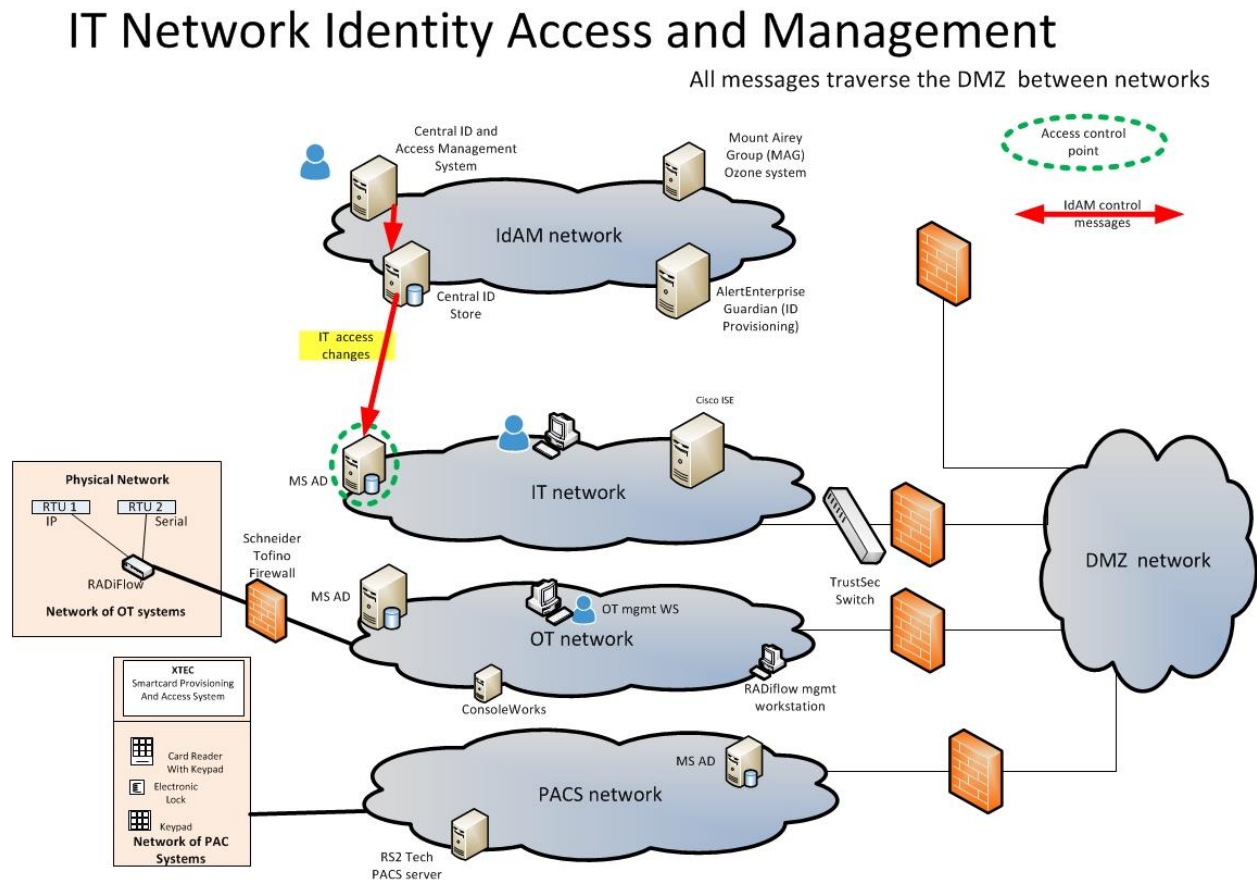 IT Network Identity Access and Management
All messages traverse the DMZ between networks
Central ID and
Access Management
System
Mount Airey
Group (MAG)
Ozone system
Access control
point
IdAM control
messages
IdAM network
Central ID
Store
AlertEnterprise
Guardian (ID
Provisioning)
IT access
changes
Cisco ISE
MS AD
IT network
Physical Network
RTU 1
RTU 2
IP
Serial
RADiFlow
Network of OT systems
Schneider
Tofino
Firewall
TrustSec
Switch
DMZ network
MS AD
OT mgmt WS
OT network
ConsoleWorks
RADiflow mgmt
workstation
XTEC
Smartcard Provisioning
And Access System
Card Reader
With Keypad
Electronic
Lock
Keypad
Network of PAC
Systems
MS AD
PACS network
RS2 Tech
PACS server